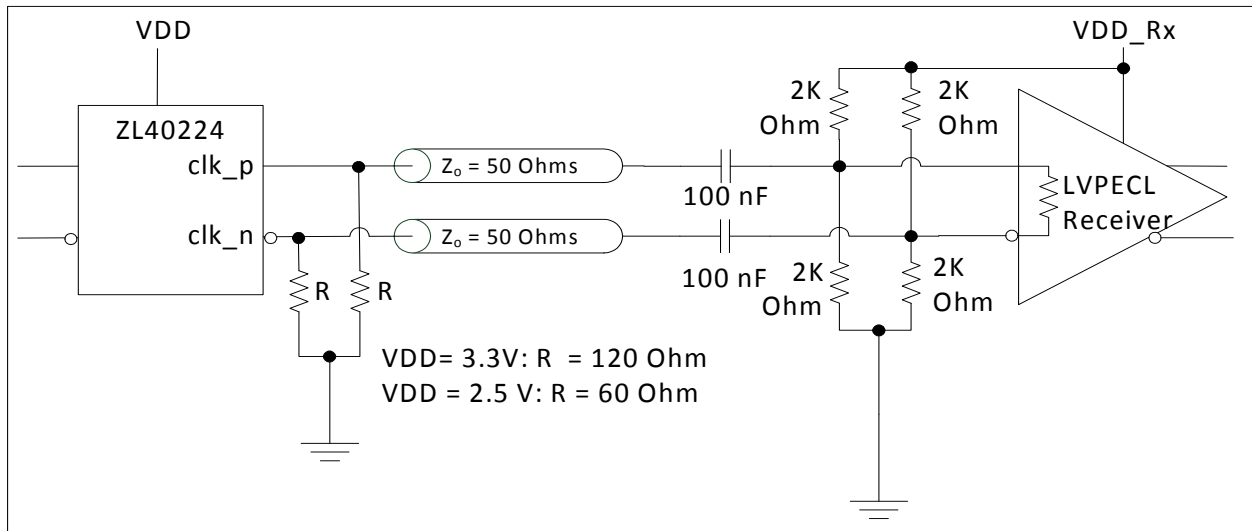 VDD
VDD_Rx
ZL40224
clk_p
clk_n
Zₒ = 50 Ohms
Zₒ = 50 Ohms
100 nF
100 nF
2K
Ohm
2K
Ohm
2K
Ohm
2K
Ohm
LVPECL
Receiver
R
R
VDD= 3.3V: R = 120 Ohm
VDD = 2.5 V: R = 60 Ohm